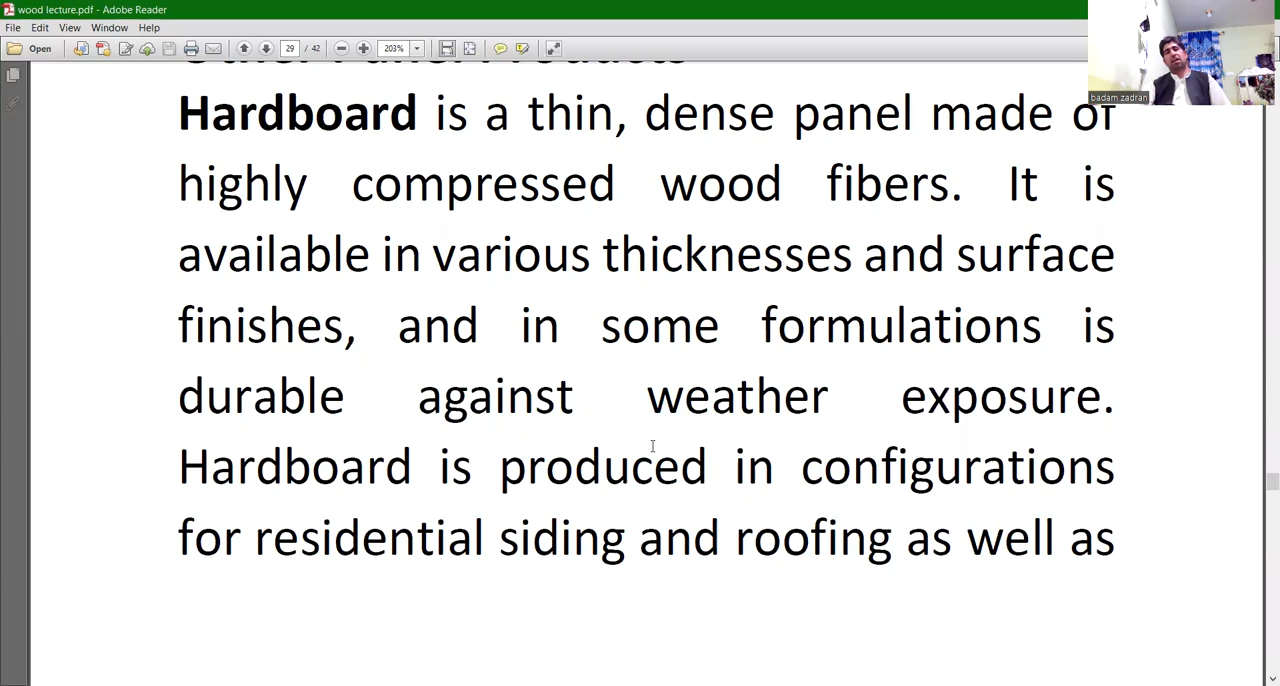 wood lecture.pdf - Adobe Reader
File Edit View Window Help
Open 29 / 42 203%
badam zadran
Other Panel Products
Hardboard is a thin, dense panel made of
highly compressed wood fibers. It is
available in various thicknesses and surface
finishes, and in some formulations is
durable against weather exposure.
Hardboard is produced in configurations
for residential siding and roofing as well as